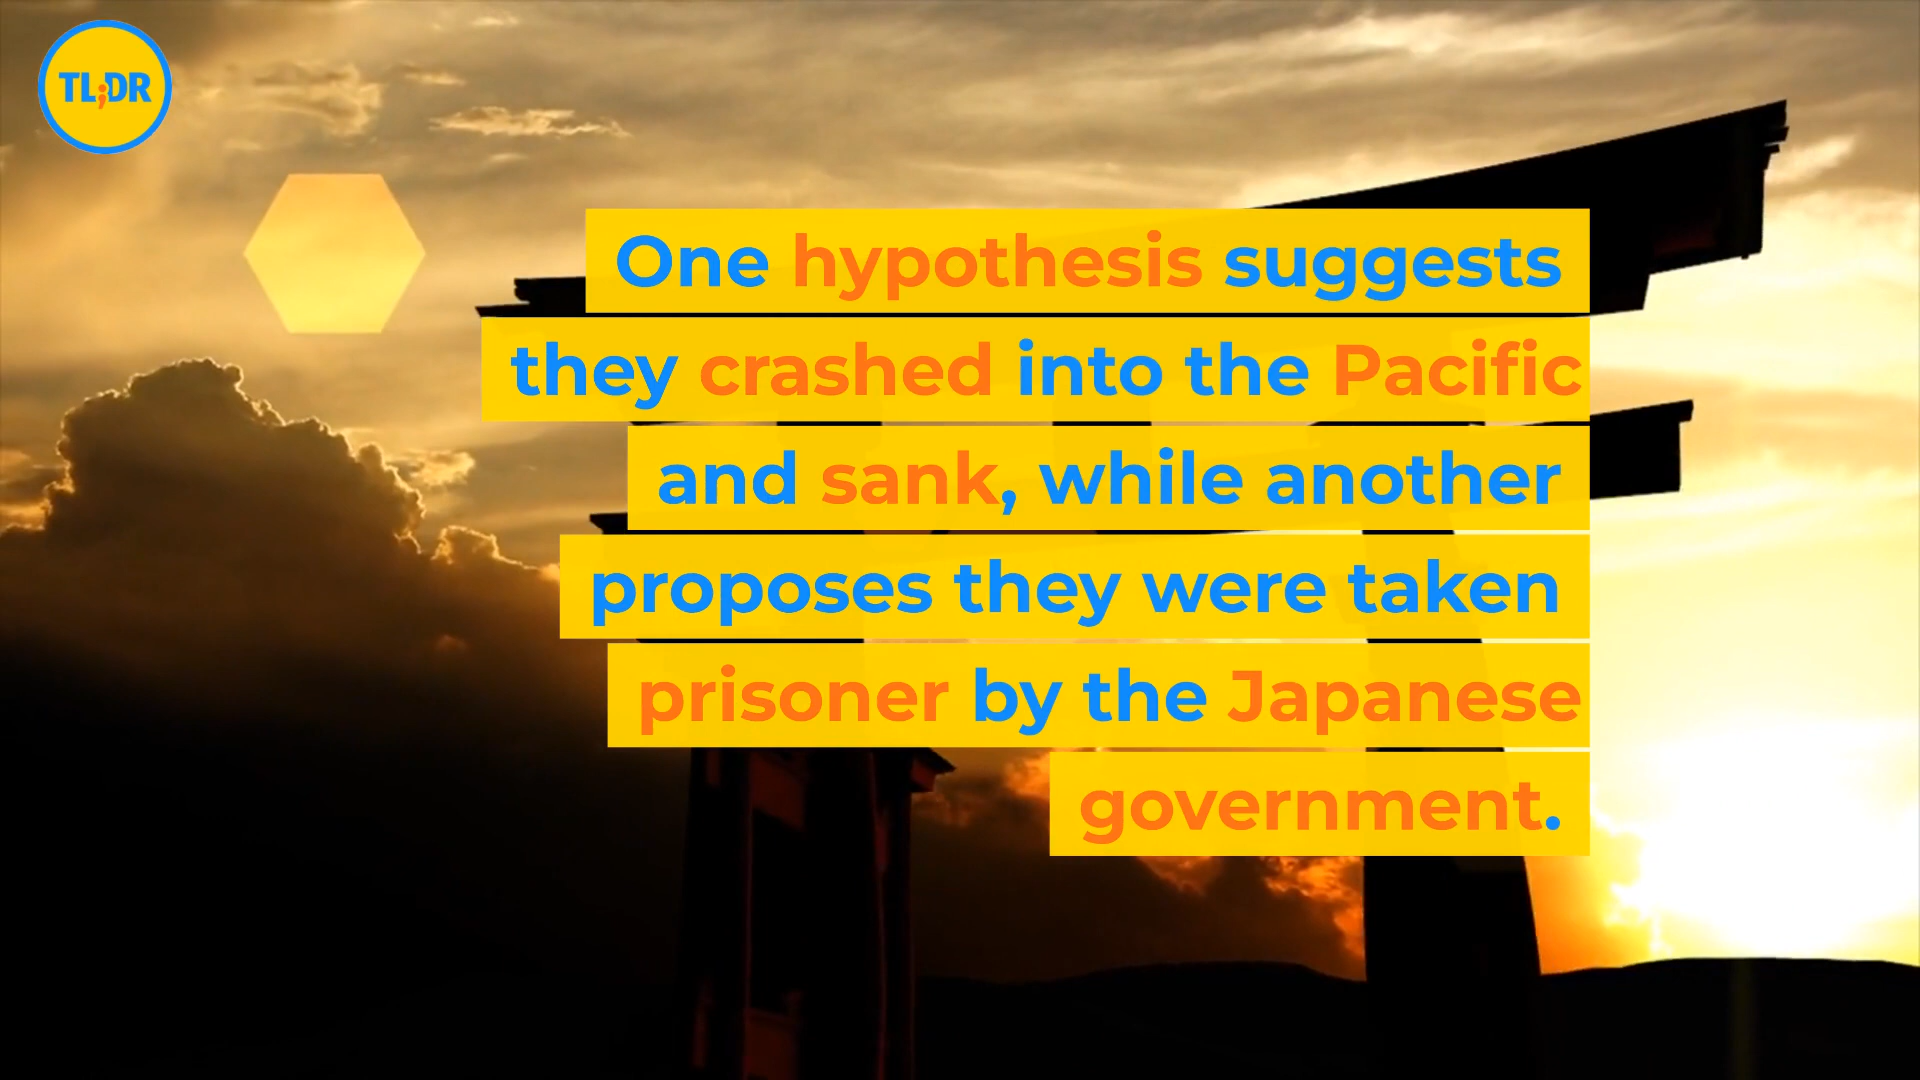 TL;DR
One hypothesis suggests
they crashed into the Pacific
and sank, while another
proposes they were taken
prisoner by the Japanese
government.